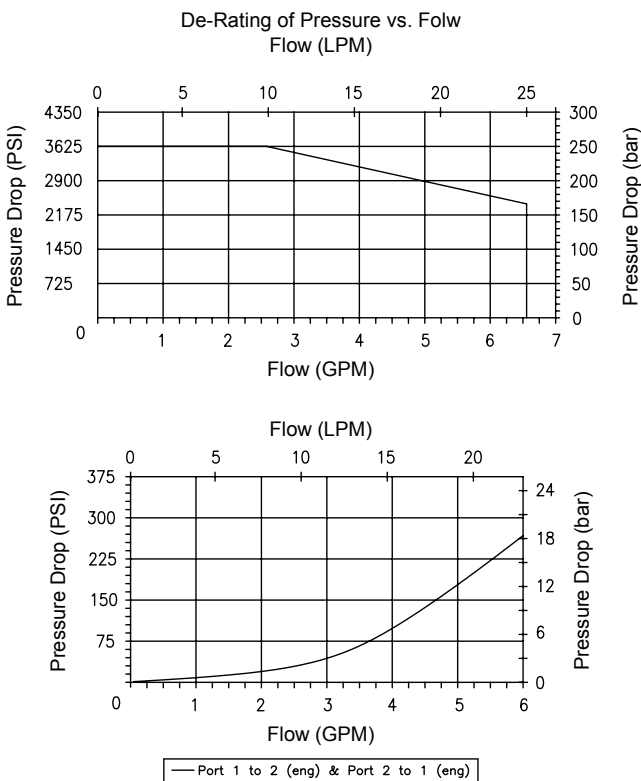 De-Rating of Pressure vs. Folw
Flow (LPM)
0 5 10 15 20 25
4350 300
3625 250
2900 200
2175 150
1450 100
725 50
0 0
Pressure Drop (PSI)
Pressure Drop (bar)
1 2 3 4 5 6 7
Flow (GPM)
Flow (LPM)
0 5 10 15 20
375
24
300
18
225
12
150
6
75
0 0
Pressure Drop (PSI)
Pressure Drop (bar)
1 2 3 4 5 6
Flow (GPM)
Port 1 to 2 (eng) & Port 2 to 1 (eng)